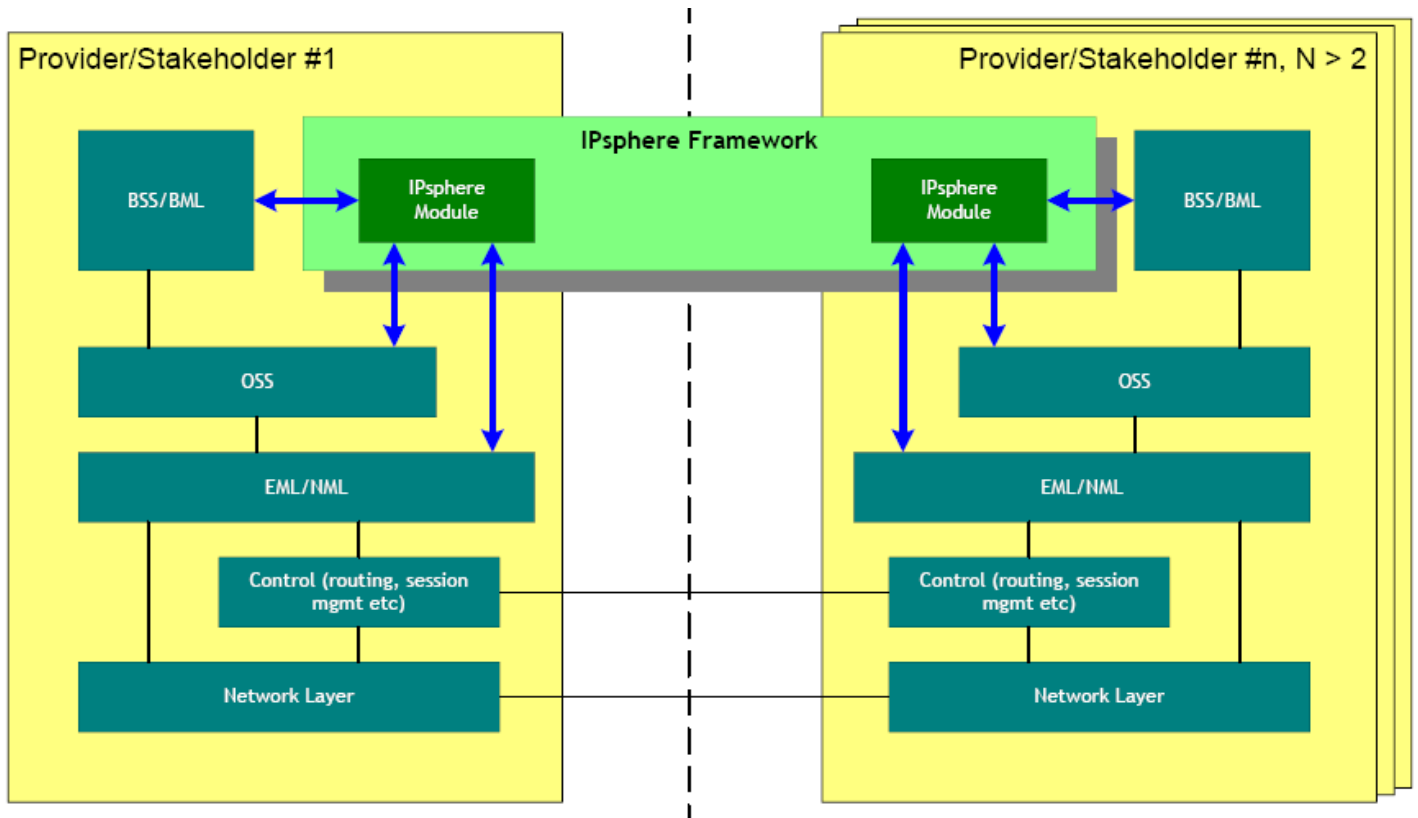 Provider/Stakeholder #1
Provider/Stakeholder #n, N > 2
IPsphere Framework
BSS/BML
IPsphere
Module
IPsphere
Module
BSS/BML
OSS
OSS
EML/NML
EML/NML
Control (routing, session
mgmt etc)
Control (routing, session
mgmt etc)
Network Layer
Network Layer